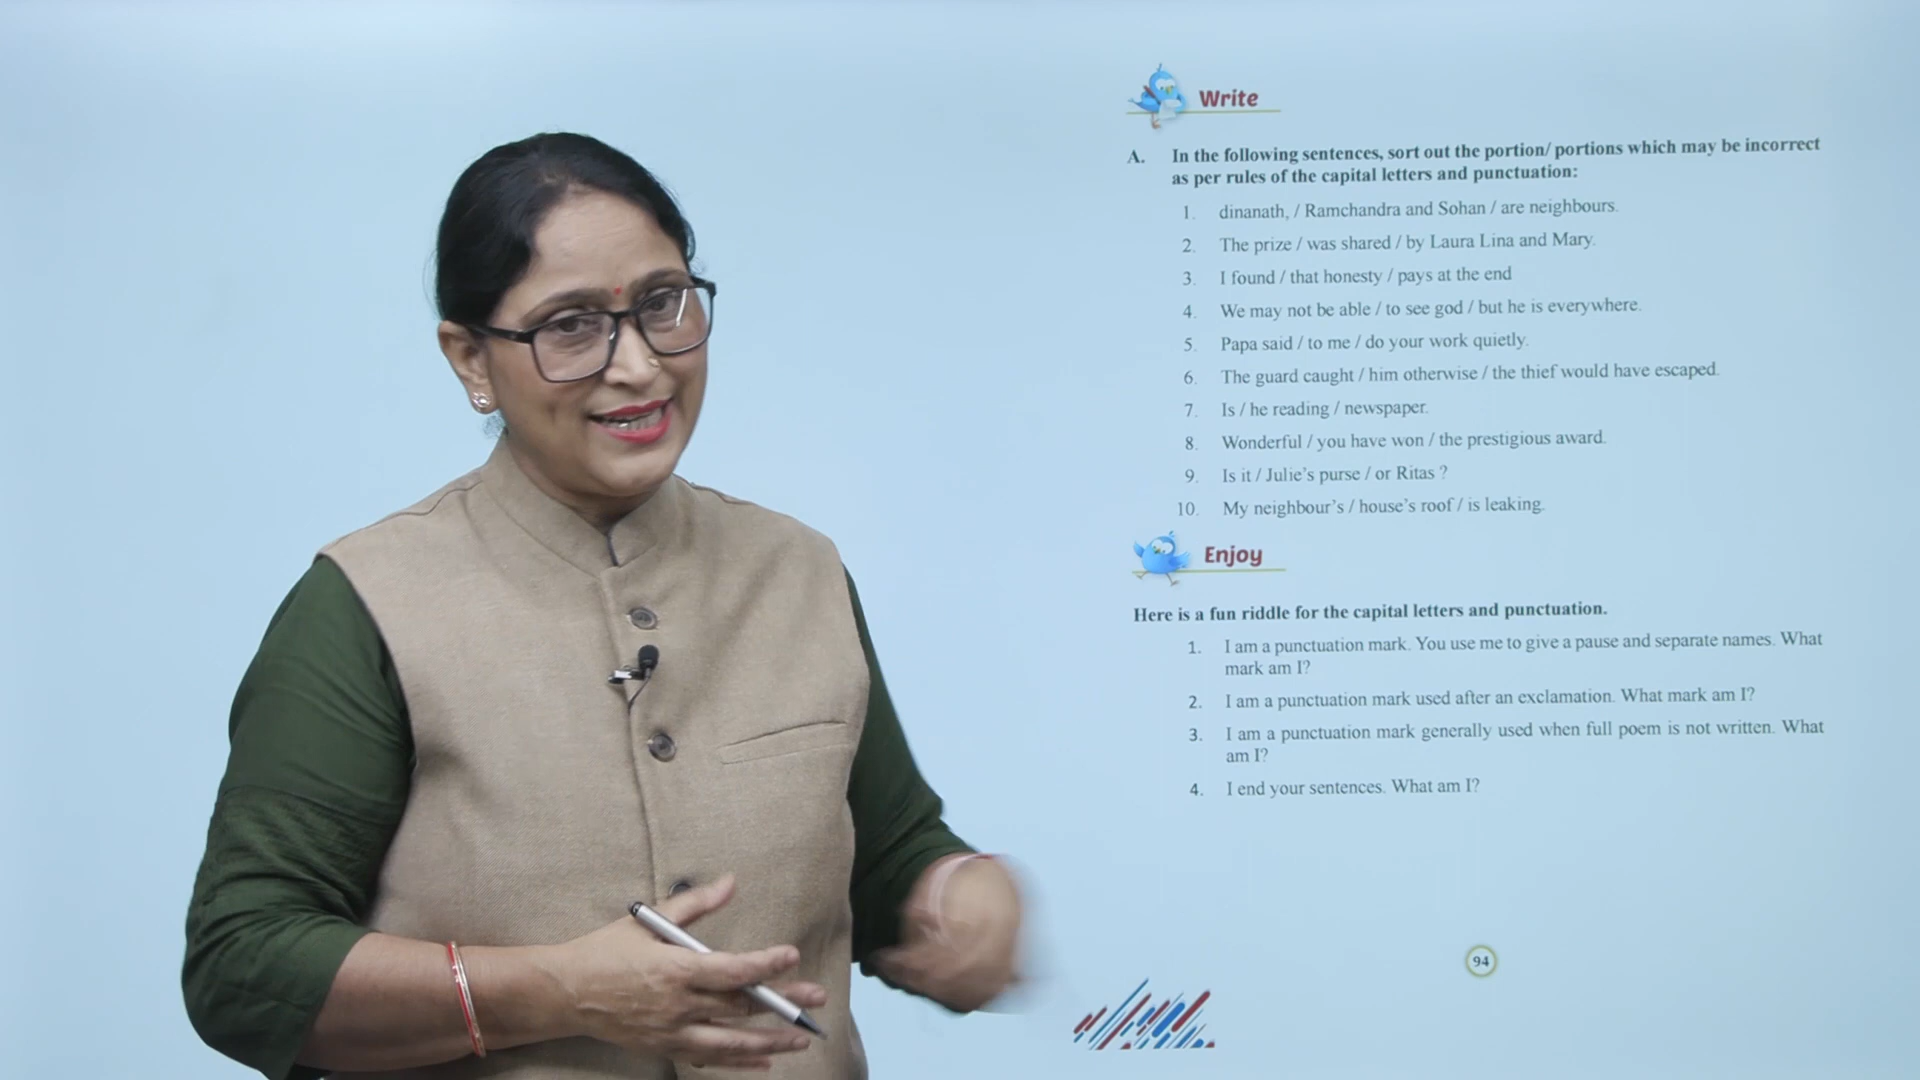 Write
A. In the following sentences, sort out the portion/ portions which may be incorrect
as per rules of the capital letters and punctuation:
1. dinanath, / Ramchandra and Sohan / are neighbours.
2. The prize / was shared / by Laura Lina and Mary.
3. I found / that honesty / pays at the end
4. We may not be able / to see god / but he is everywhere.
5. Papa said / to me / do your work quietly.
6. The guard caught / him otherwise / the thief would have escaped.
7. Is / he reading / newspaper.
8. Wonderful / you have won / the prestigious award.
9. Is it / Julie's purse / or Ritas ?
10. My neighbour's / house's roof / is leaking.
Enjoy
Here is a fun riddle for the capital letters and punctuation.
1. I am a punctuation mark. You use me to give a pause and separate names. What
mark am I?
2. I am a punctuation mark used after an exclamation. What mark am I?
3. I am a punctuation mark generally used when full poem is not written. What
am I?
4. I end your sentences. What am I?
94